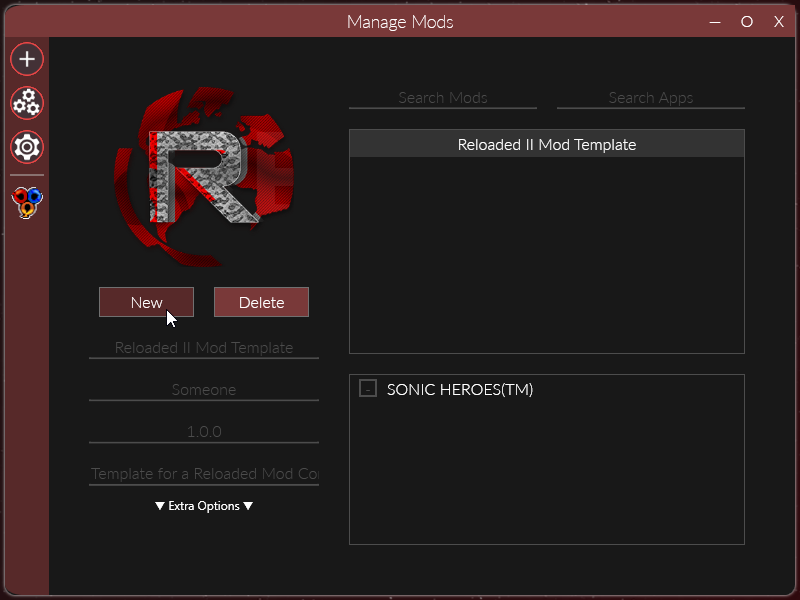 Manage Mods
Search Mods
Search Apps
Reloaded II Mod Template
R
New
Delete
Reloaded II Mod Template
Someone
1.0.0
Template for a Reloaded Mod Co
▼ Extra Options ▼
- SONIC HEROES(TM)